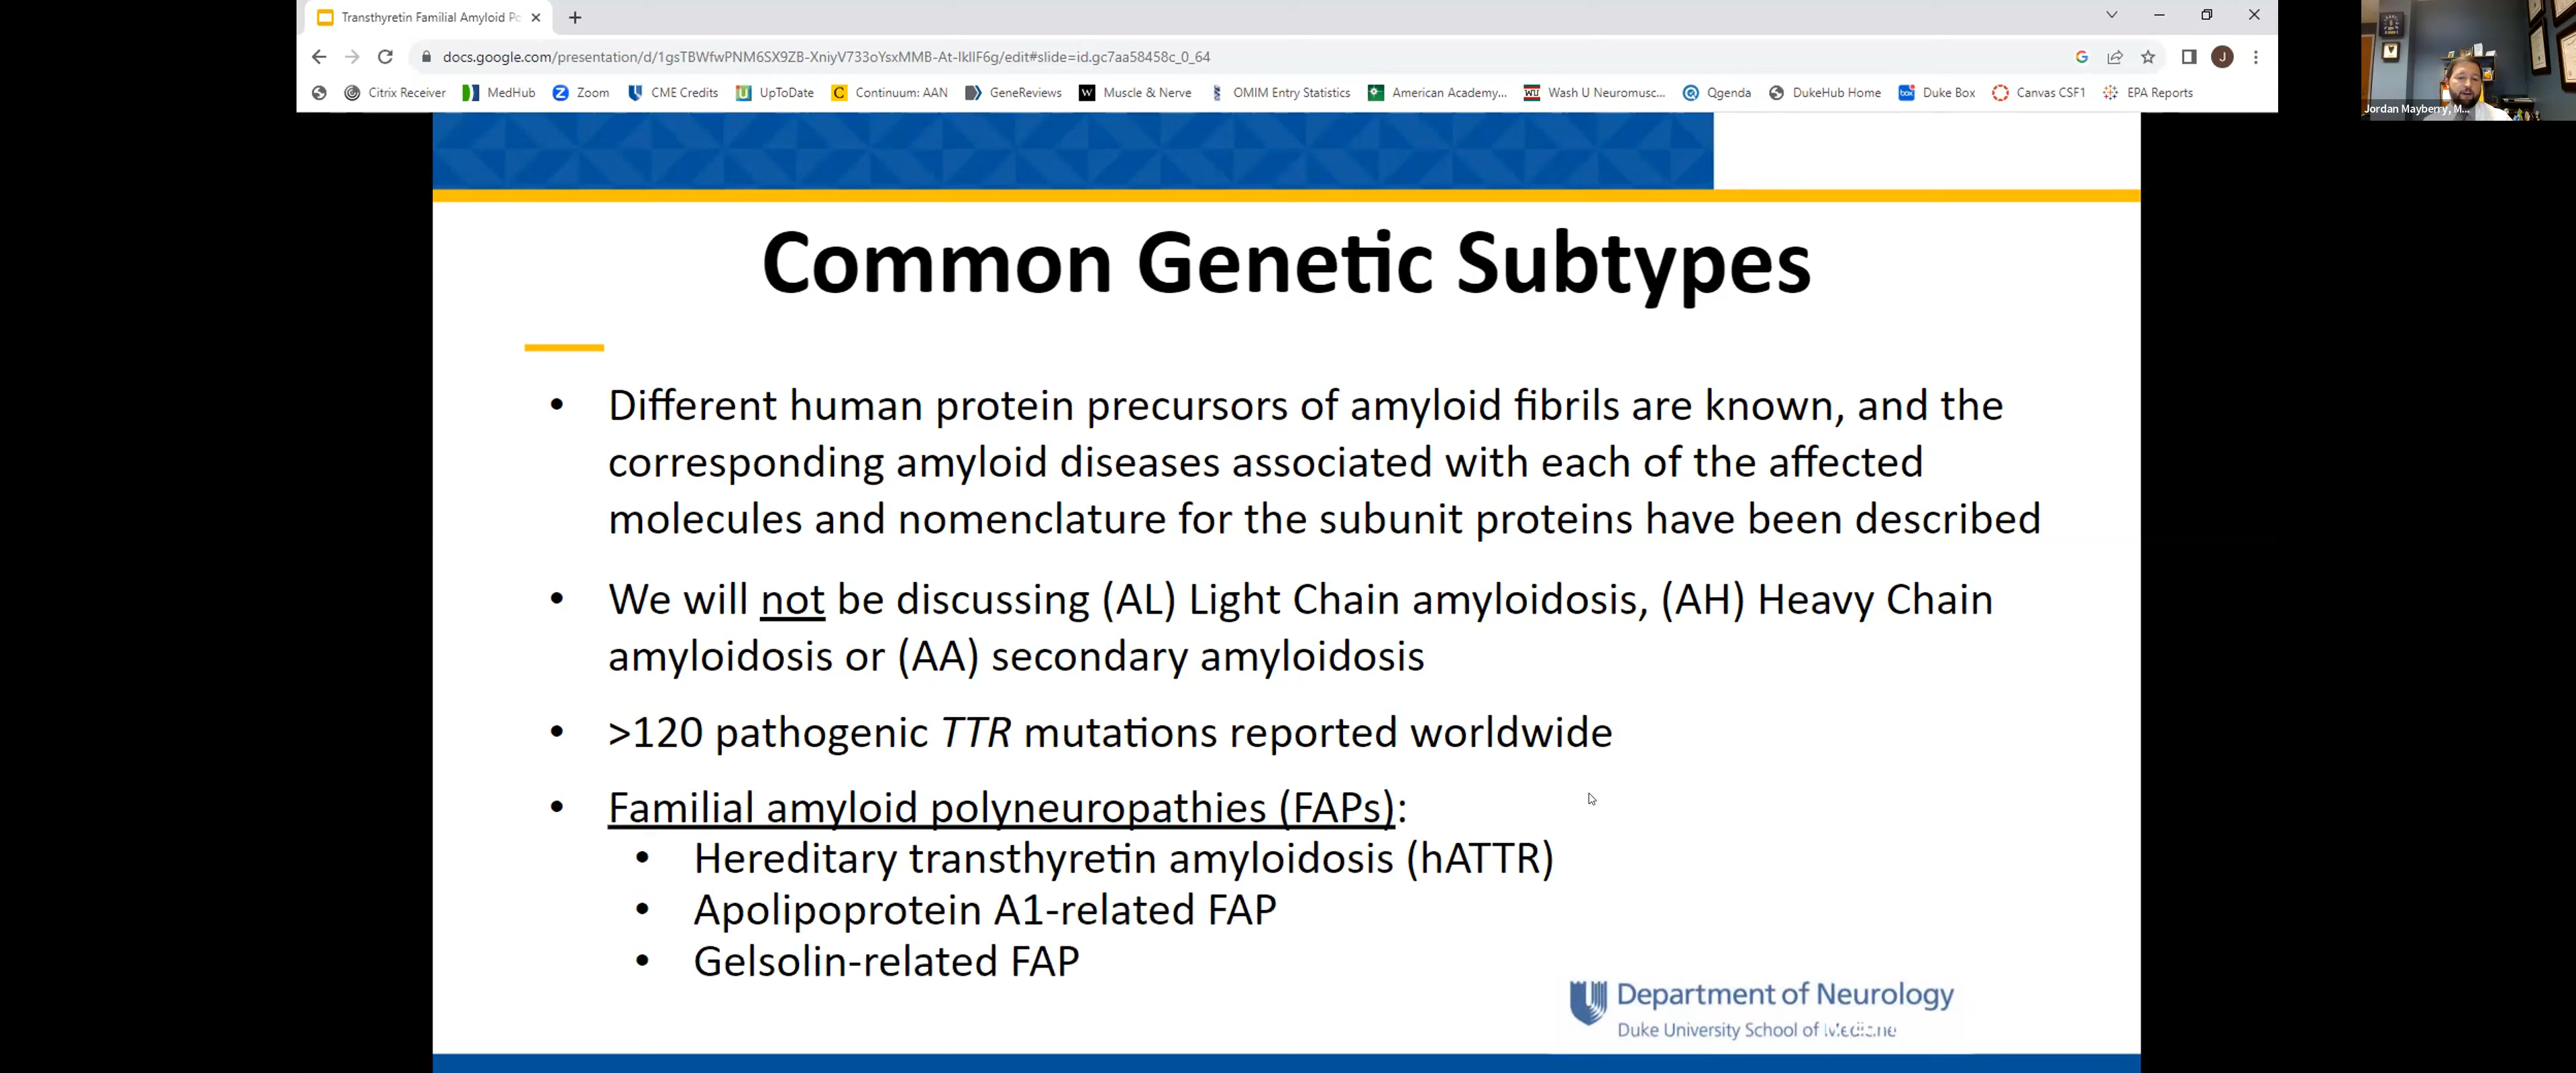 Transthyretin Familial Amyloid Po
docs.google.com/presentation/d/1gsTBWfwPNM6SX9ZB-XniyV733oYsxMMB-At-IklIF6g/edit#slide=id.gc7aa58458c_0_64
J
Citrix Receiver MedHub Zoom CME Credits UpToDate Continuum: AAN GeneReviews Muscle & Nerve OMIM Entry Statistics American Academy... Wash U Neuromusc... Qgenda DukeHub Home Duke Box Canvas CSF1 EPA Reports
Jordan Mayberry, M...
Common Genetic Subtypes
• Different human protein precursors of amyloid fibrils are known, and the
corresponding amyloid diseases associated with each of the affected
molecules and nomenclature for the subunit proteins have been described
• We will not be discussing (AL) Light Chain amyloidosis, (AH) Heavy Chain
amyloidosis or (AA) secondary amyloidosis
• >120 pathogenic TTR mutations reported worldwide
• Familial amyloid polyneuropathies (FAPs):
• Hereditary transthyretin amyloidosis (hATTR)
• Apolipoprotein A1-related FAP
• Gelsolin-related FAP
Department of Neurology
Duke University School of Medicine